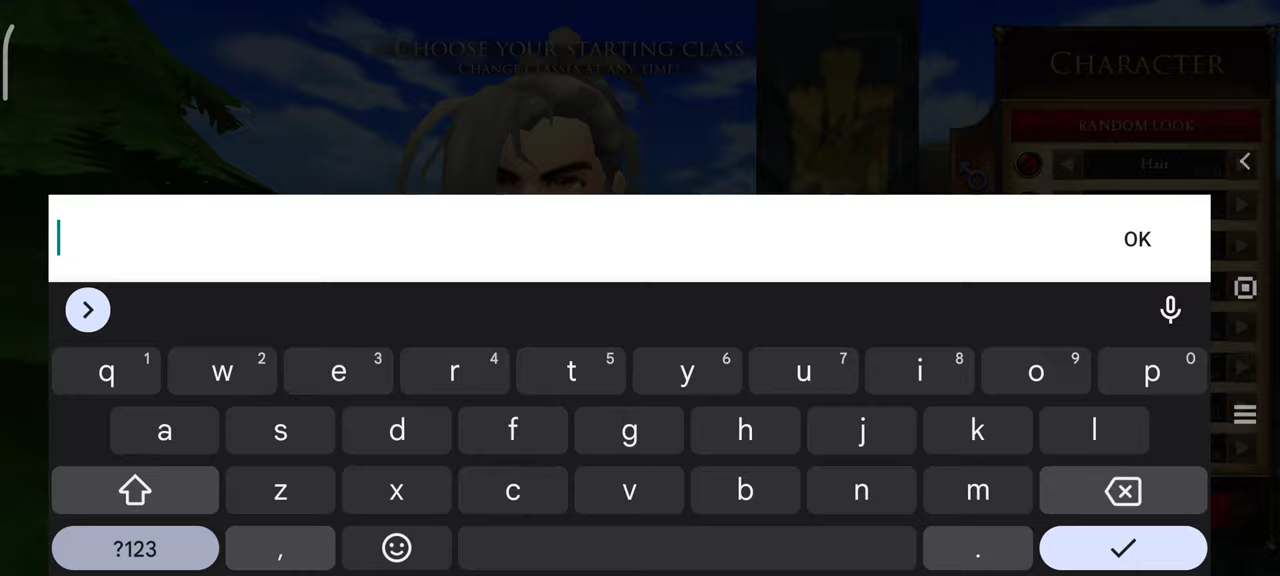 CHOOSE YOUR STARTING CLASS
CHANGE CLASSES AT ANY TIME!
CHARACTER
RANDOM LOOK
Hair
OK
q 1 w 2 e 3 r 4 t 5 y 6 u 7 i 8 o 9 p 0
a s d f g h j k l
z x c v b n m
?123 , .